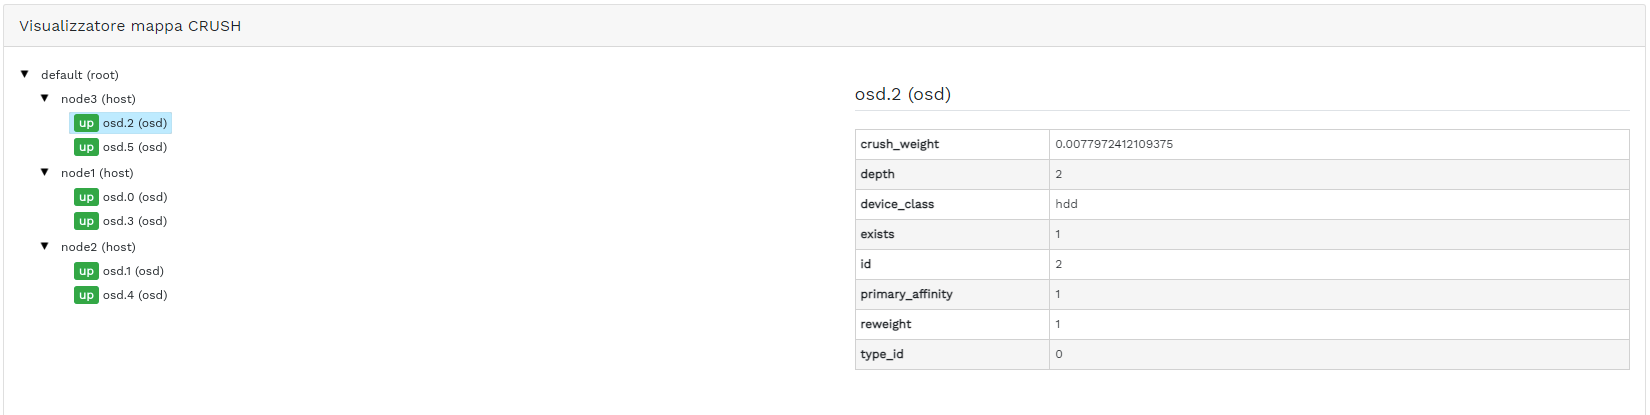 Visualizzatore mappa CRUSH
default (root)
node3 (host)
up osd.2 (osd)
up osd.5 (osd)
node1 (host)
up osd.0 (osd)
up osd.3 (osd)
node2 (host)
up osd.1 (osd)
up osd.4 (osd)
osd.2 (osd)
crush_weight 0.0077972412109375
depth 2
device_class hdd
exists 1
id 2
primary_affinity 1
reweight 1
type_id 0